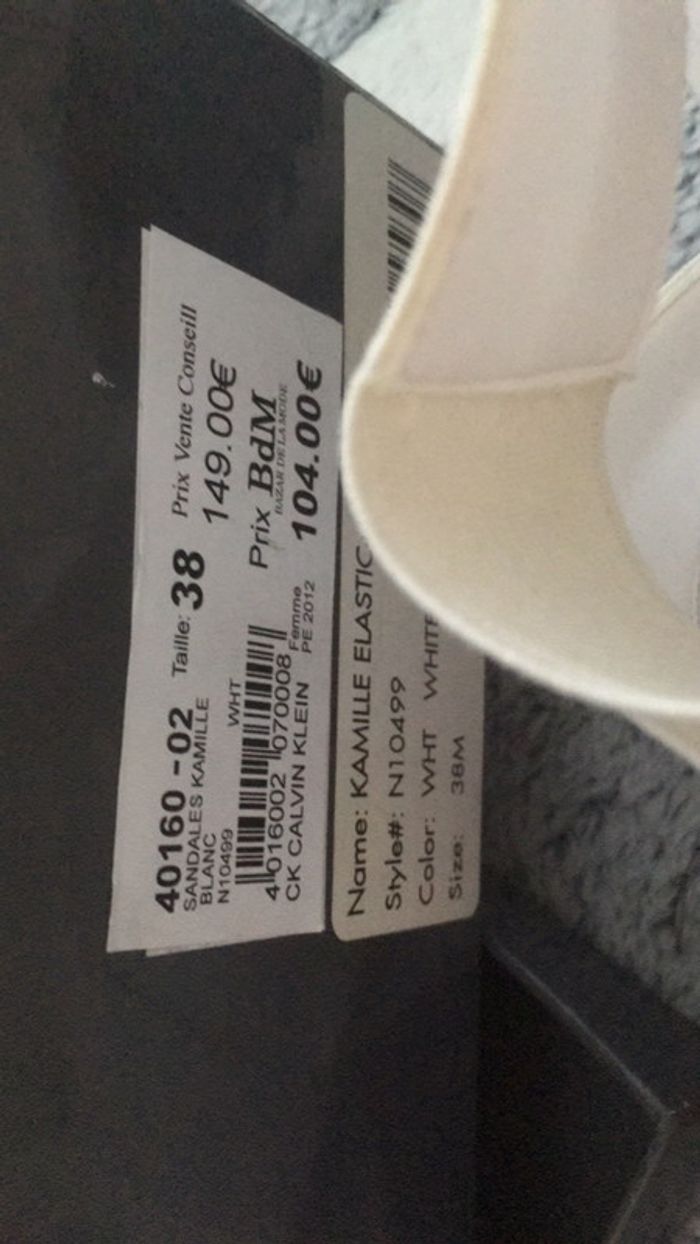 40160 - 02 Taille: 38 Prix Vente Conseill
SANDALES KAMILLE
BLANC
149.00€
N10499 WHT
Prix BdM
BAZAR DE LA MODE
4 016002 070008
Femme
PE 2012
CK CALVIN KLEIN
104.00€
Name: KAMILLE ELASTIC
Style#: N10499
Color: WHT WHITE
Size: 38M